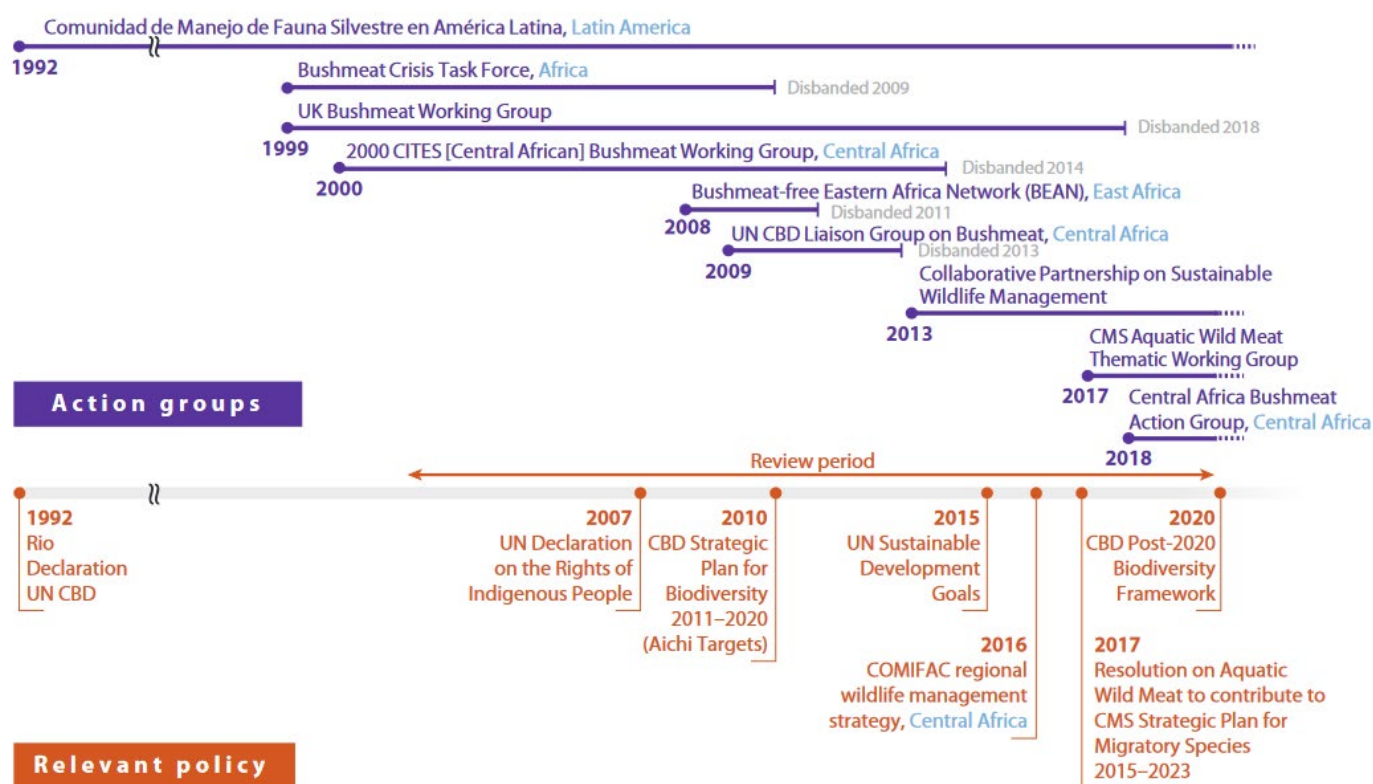 Comunidad de Manejo de Fauna Silvestre en América Latina, Latin America
1992
Bushmeat Crisis Task Force, Africa
Disbanded 2009
UK Bushmeat Working Group
Disbanded 2018
1999
2000 CITES [Central African] Bushmeat Working Group, Central Africa
Disbanded 2014
2000
Bushmeat-free Eastern Africa Network (BEAN), East Africa
Disbanded 2011
2008
UN CBD Liaison Group on Bushmeat, Central Africa
Disbanded 2013
2009
Collaborative Partnership on Sustainable
Wildlife Management
2013
CMS Aquatic Wild Meat
Thematic Working Group
2017
Central Africa Bushmeat
Action Group, Central Africa
2018
Action groups
Review period
1992
Rio
Declaration
UN CBD
2007
UN Declaration
on the Rights of
Indigenous People
2010
CBD Strategic
Plan for
Biodiversity
2011–2020
(Aichi Targets)
2015
UN Sustainable
Development
Goals
2016
COMIFAC regional
wildlife management
strategy, Central Africa
2017
Resolution on Aquatic
Wild Meat to contribute to
CMS Strategic Plan for
Migratory Species
2015–2023
2020
CBD Post-2020
Biodiversity
Framework
Relevant policy